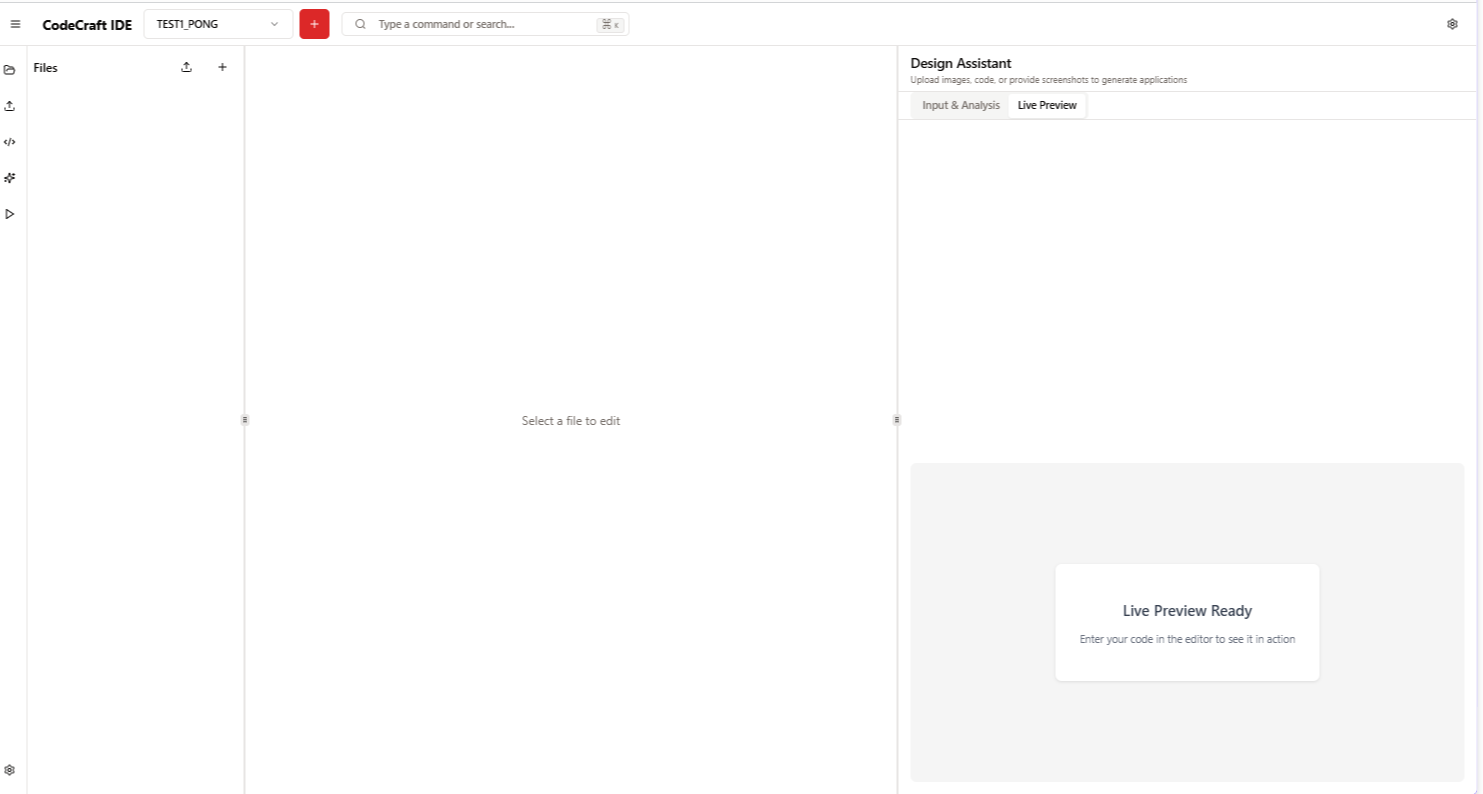 CodeCraft IDE
TEST1_PONG
+
Type a command or search...
⌘ K
Files
+
Select a file to edit
Design Assistant
Upload images, code, or provide screenshots to generate applications
Input & Analysis
Live Preview
Live Preview Ready
Enter your code in the editor to see it in action